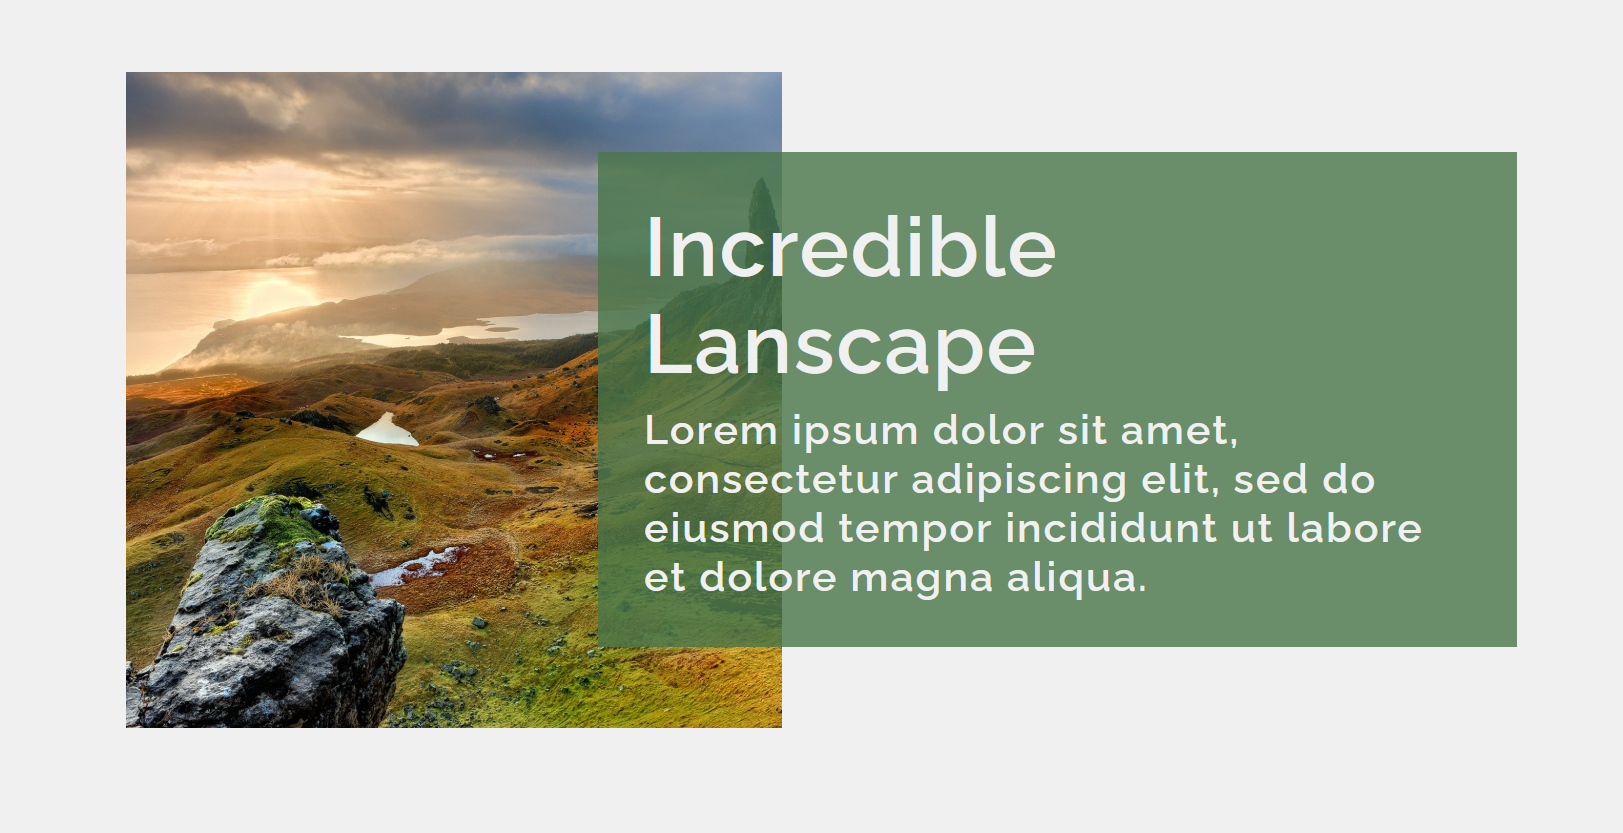 Incredible
Lanscape
Lorem ipsum dolor sit amet,
consectetur adipiscing elit, sed do
eiusmod tempor incididunt ut labore
et dolore magna aliqua.